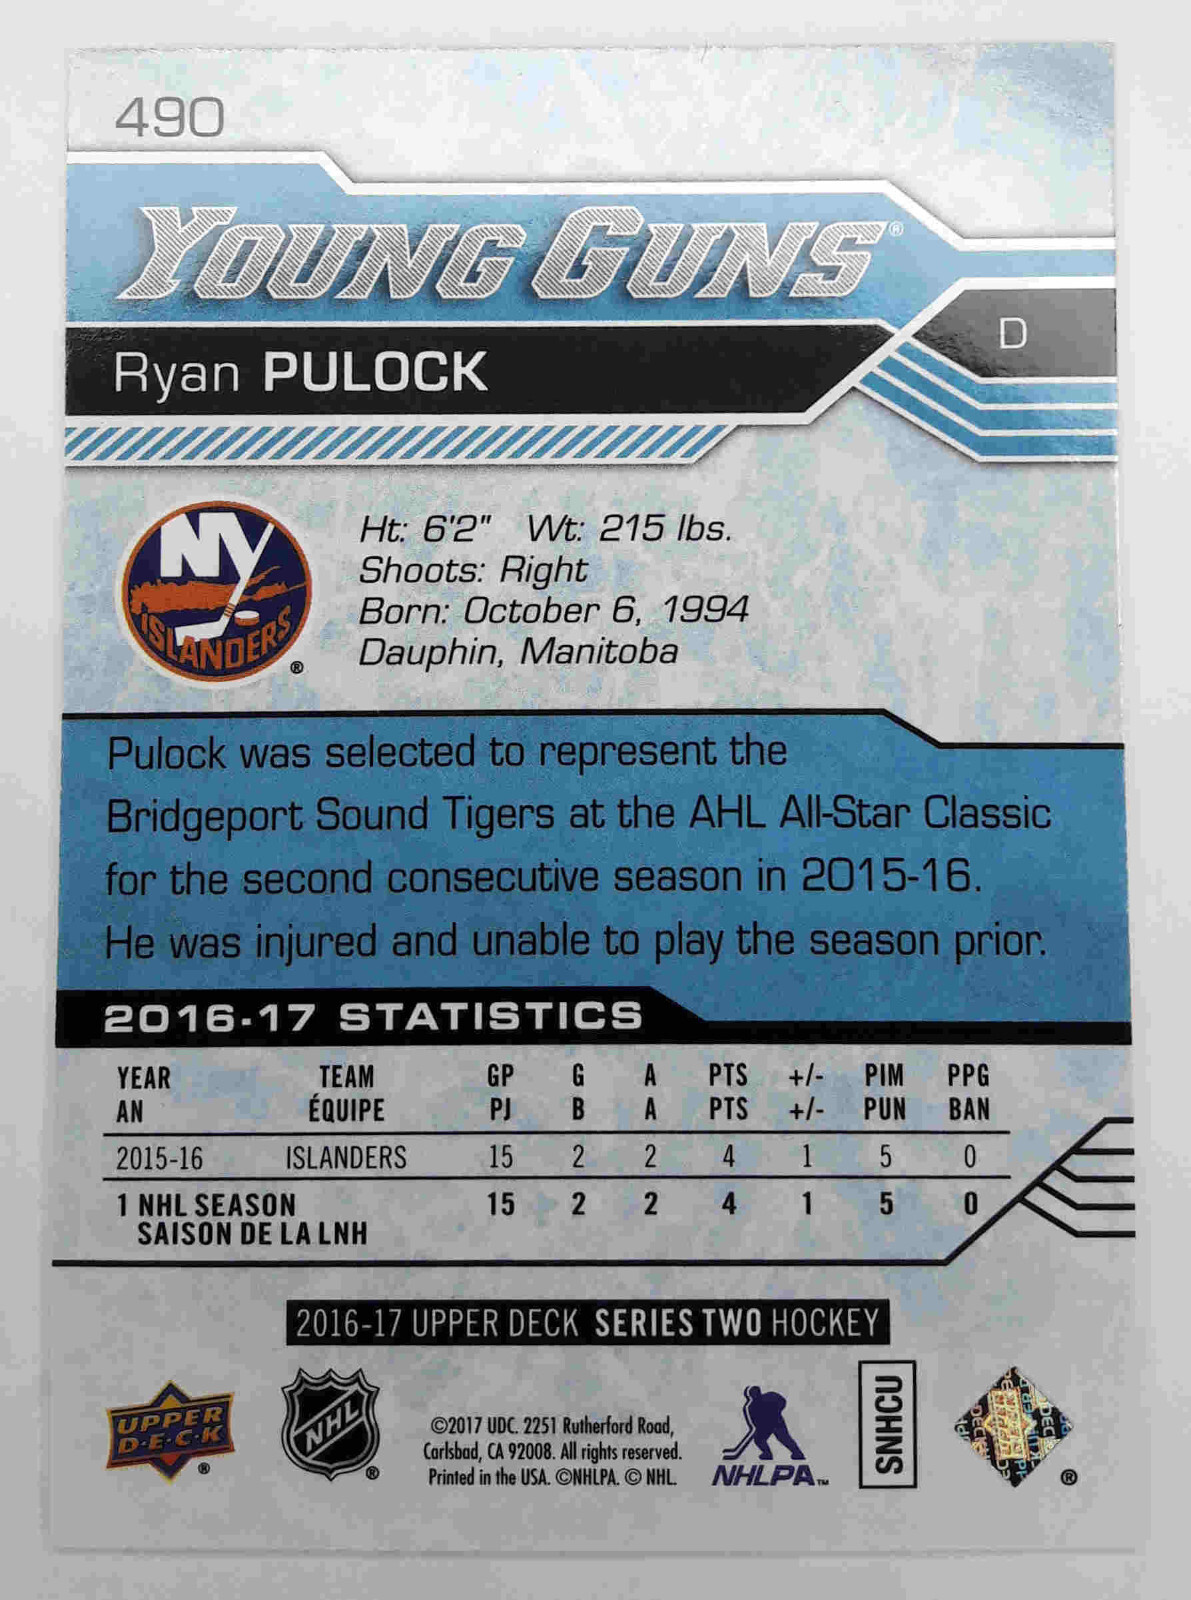 490
YOUNG GUNS®
D
Ryan PULOCK
NY
ISLANDERS
®
Ht: 6'2" Wt: 215 lbs.
Shoots: Right
Born: October 6, 1994
Dauphin, Manitoba
Pulock was selected to represent the
Bridgeport Sound Tigers at the AHL All-Star Classic
for the second consecutive season in 2015-16.
He was injured and unable to play the season prior.
2016-17 STATISTICS
YEAR TEAM GP G A PTS +/- PIM PPG
AN ÉQUIPE PJ B A PTS +/- PUN BAN
2015-16 ISLANDERS 15 2 2 4 1 5 0
1 NHL SEASON 15 2 2 4 1 5 0
SAISON DE LA LNH
2016-17 UPPER DECK SERIES TWO HOCKEY
UPPER
D•E•C•K
®
NHL
®
©2017 UDC. 2251 Rutherford Road,
Carlsbad, CA 92008. All rights reserved.
Printed in the USA. ©NHLPA. © NHL.
NHLPA™
SNHCU
®